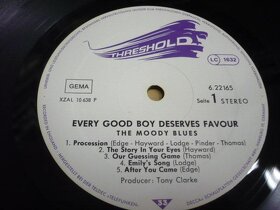 THRESHOLD
LC 1632
GEMA
XZAL 10 638 P
6.22165
Seite 1 STEREO
EVERY GOOD BOY DESERVES FAVOUR
THE MOODY BLUES
1. Procession (Edge - Hayward - Lodge - Pinder - Thomas)
2. The Story In Your Eyes (Hayward)
3. Our Guessing Game (Thomas)
4. Emily's Song (Lodge)
5. After You Came (Edge)
Producer: Tony Clarke
33